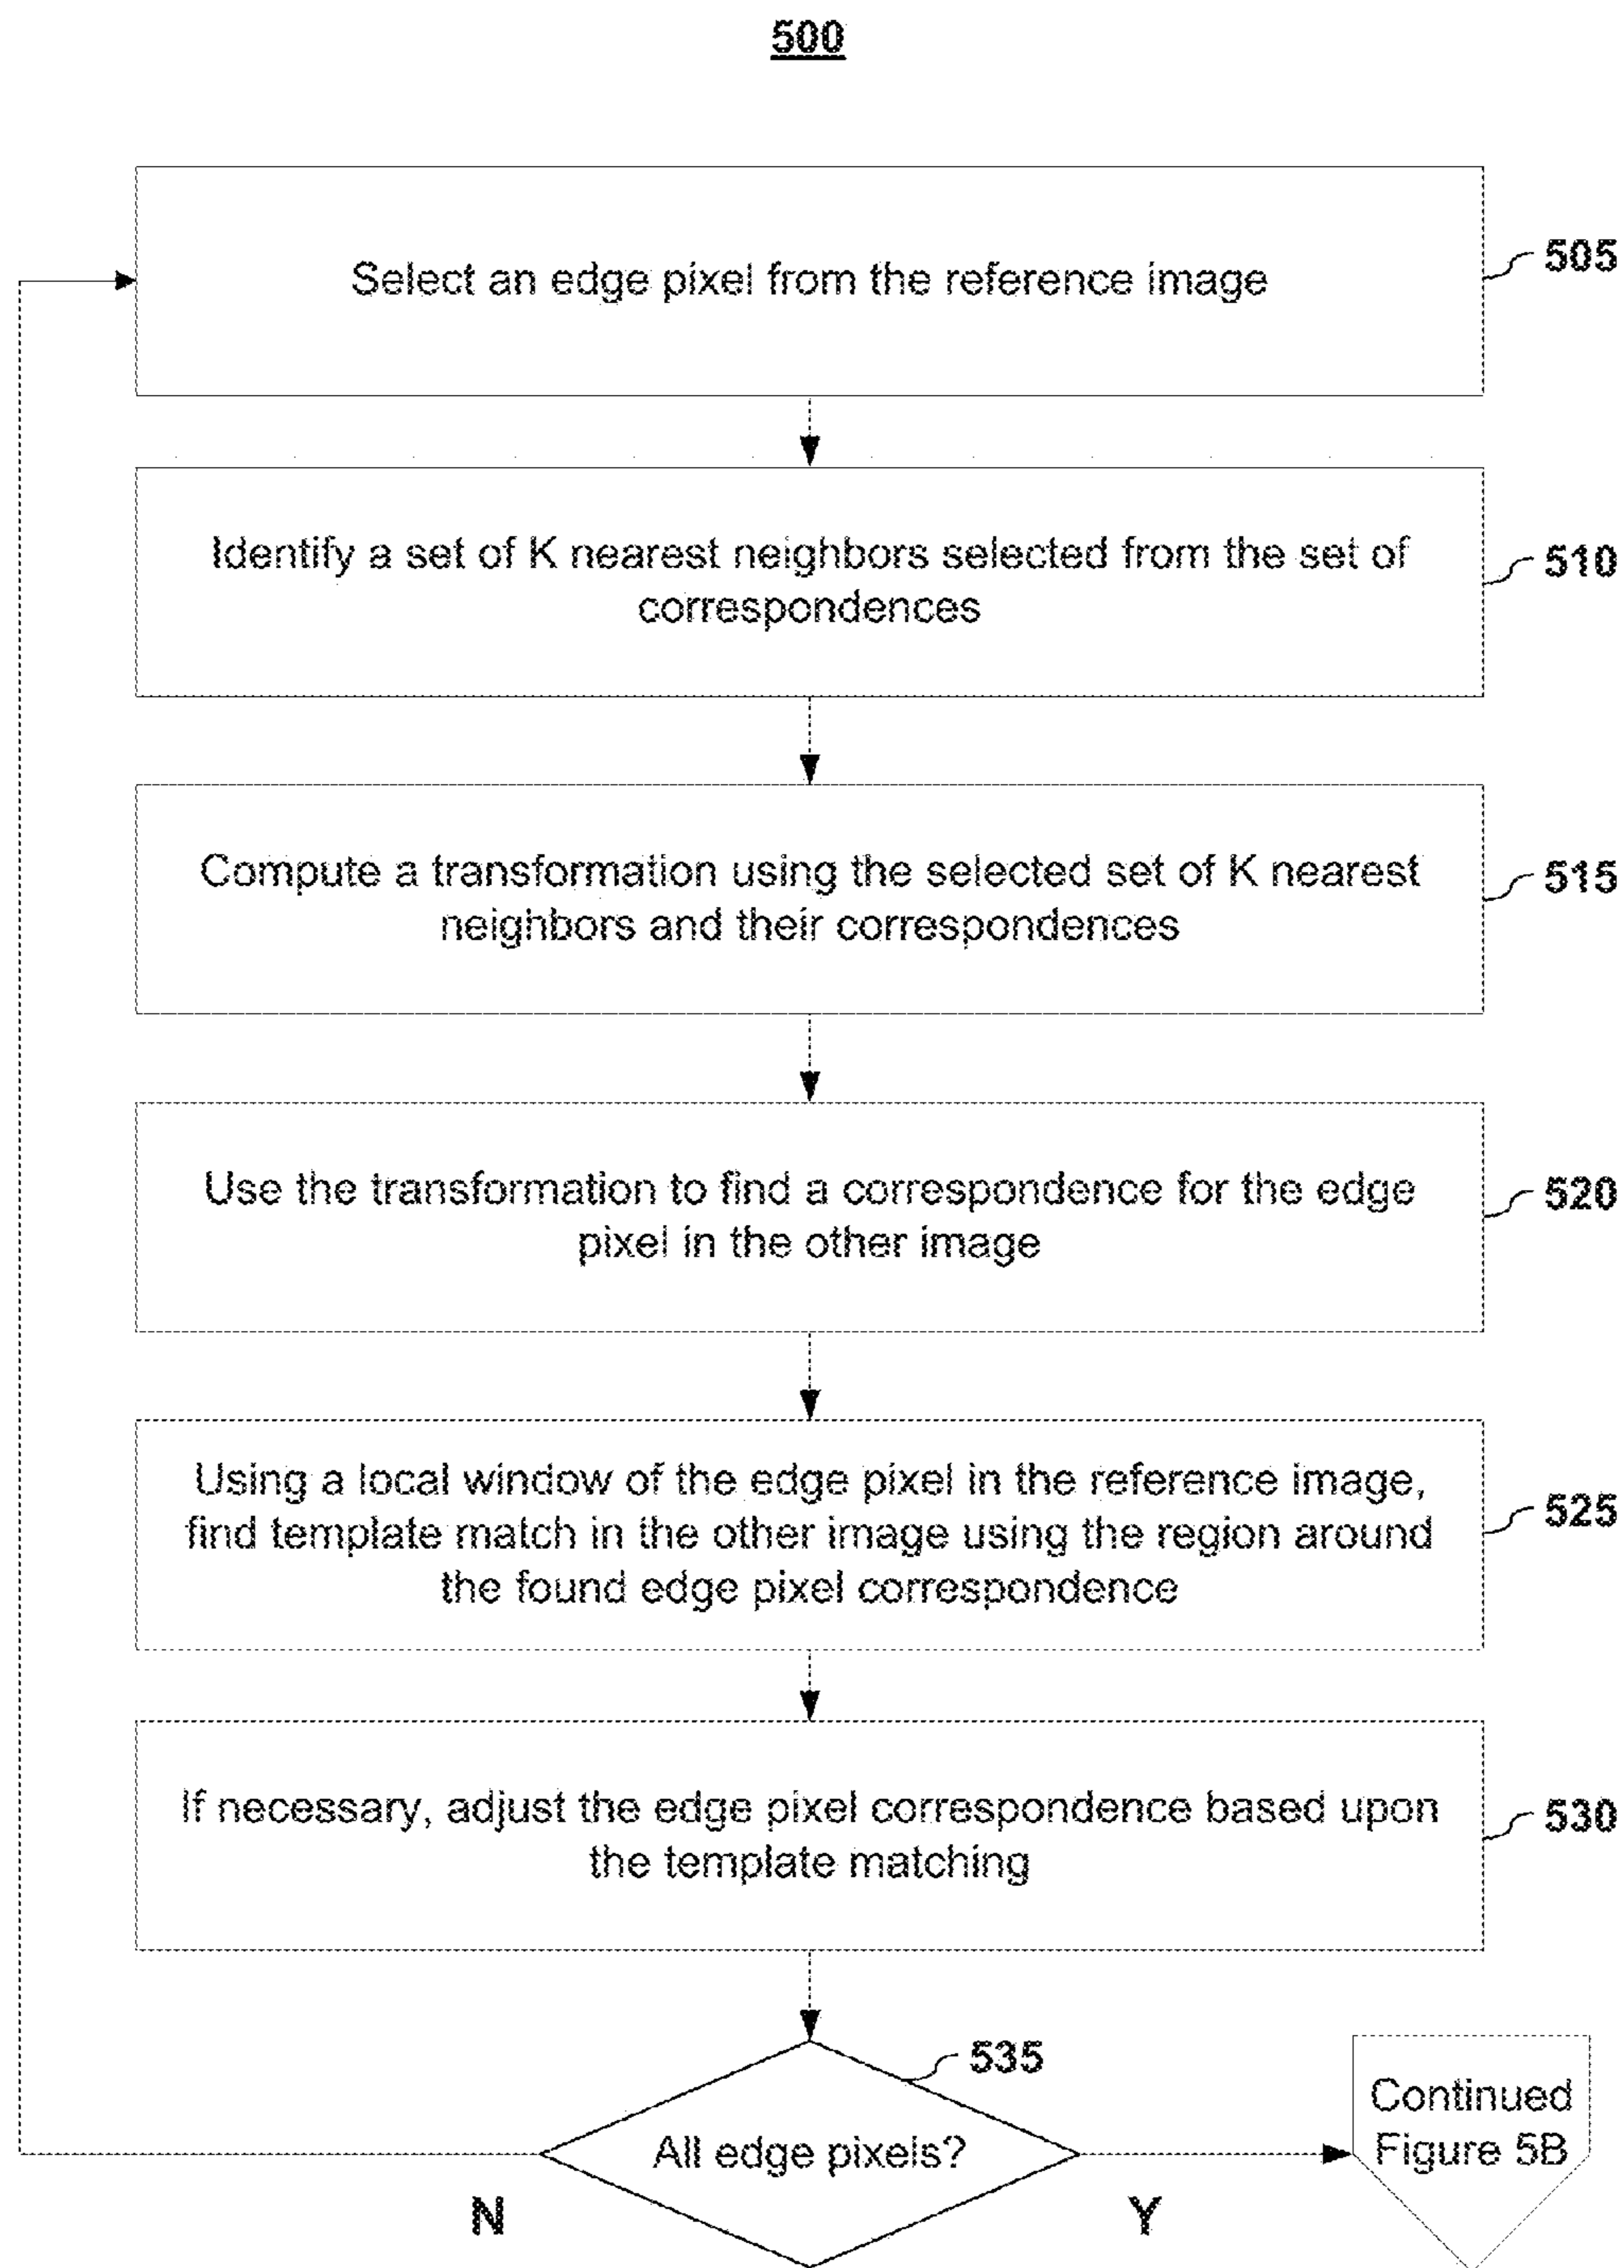 500
Select an edge pixel from the reference image
505
Identify a set of K nearest neighbors selected from the set of
correspondences
510
Compute a transformation using the selected set of K nearest
neighbors and their correspondences
515
Use the transformation to find a correspondence for the edge
pixel in the other image
520
Using a local window of the edge pixel in the reference image,
find template match in the other image using the region around
the found edge pixel correspondence
525
If necessary, adjust the edge pixel correspondence based upon
the template matching
530
535
All edge pixels?
N
Y
Continued
Figure 5B